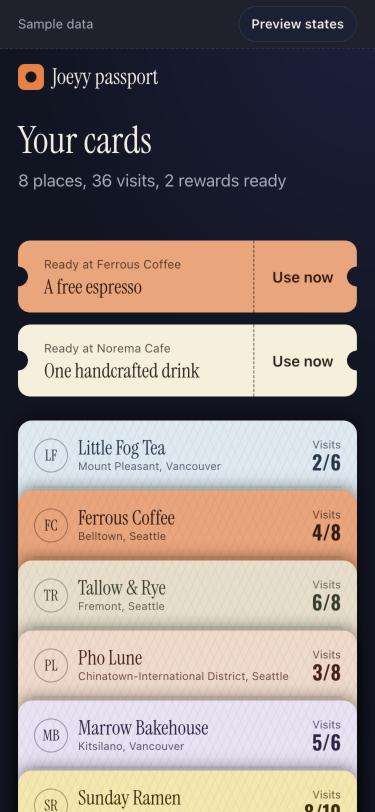 Sample data
Preview states
Joeyy passport
Your cards
8 places, 36 visits, 2 rewards ready
Ready at Ferrous Coffee
A free espresso
Use now
Ready at Norema Cafe
One handcrafted drink
Use now
LF
Little Fog Tea
Mount Pleasant, Vancouver
Visits
2/6
FC
Ferrous Coffee
Belltown, Seattle
Visits
4/8
TR
Tallow & Rye
Fremont, Seattle
Visits
6/8
PL
Pho Lune
Chinatown-International District, Seattle
Visits
3/8
MB
Marrow Bakehouse
Kitsilano, Vancouver
Visits
5/6
SR
Sunday Ramen
Visits
8/10